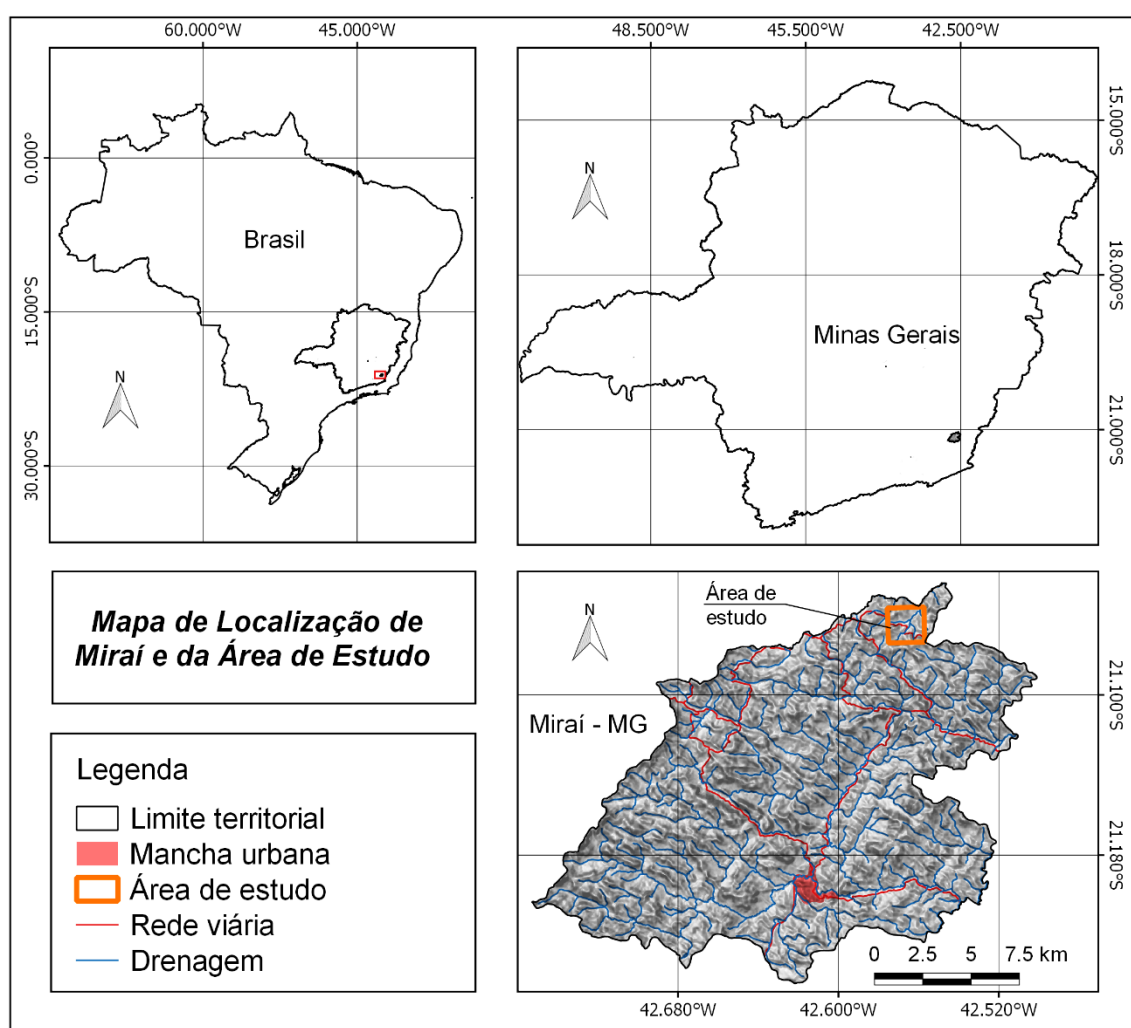 60.000°W 45.000°W
0.000°
15.000°S
30.000°S
N
Brasil
48.500°W 45.500°W 42.500°W
15.000°S
18.000°S
21.000°S
N
Minas Gerais
Mapa de Localização de
Miraí e da Área de Estudo
Legenda
Limite territorial
Mancha urbana
Área de estudo
Rede viária
Drenagem
N
Área de
estudo
Miraí - MG
21.100°S
21.180°S
0 2.5 5 7.5 km
42.680°W 42.600°W 42.520°W